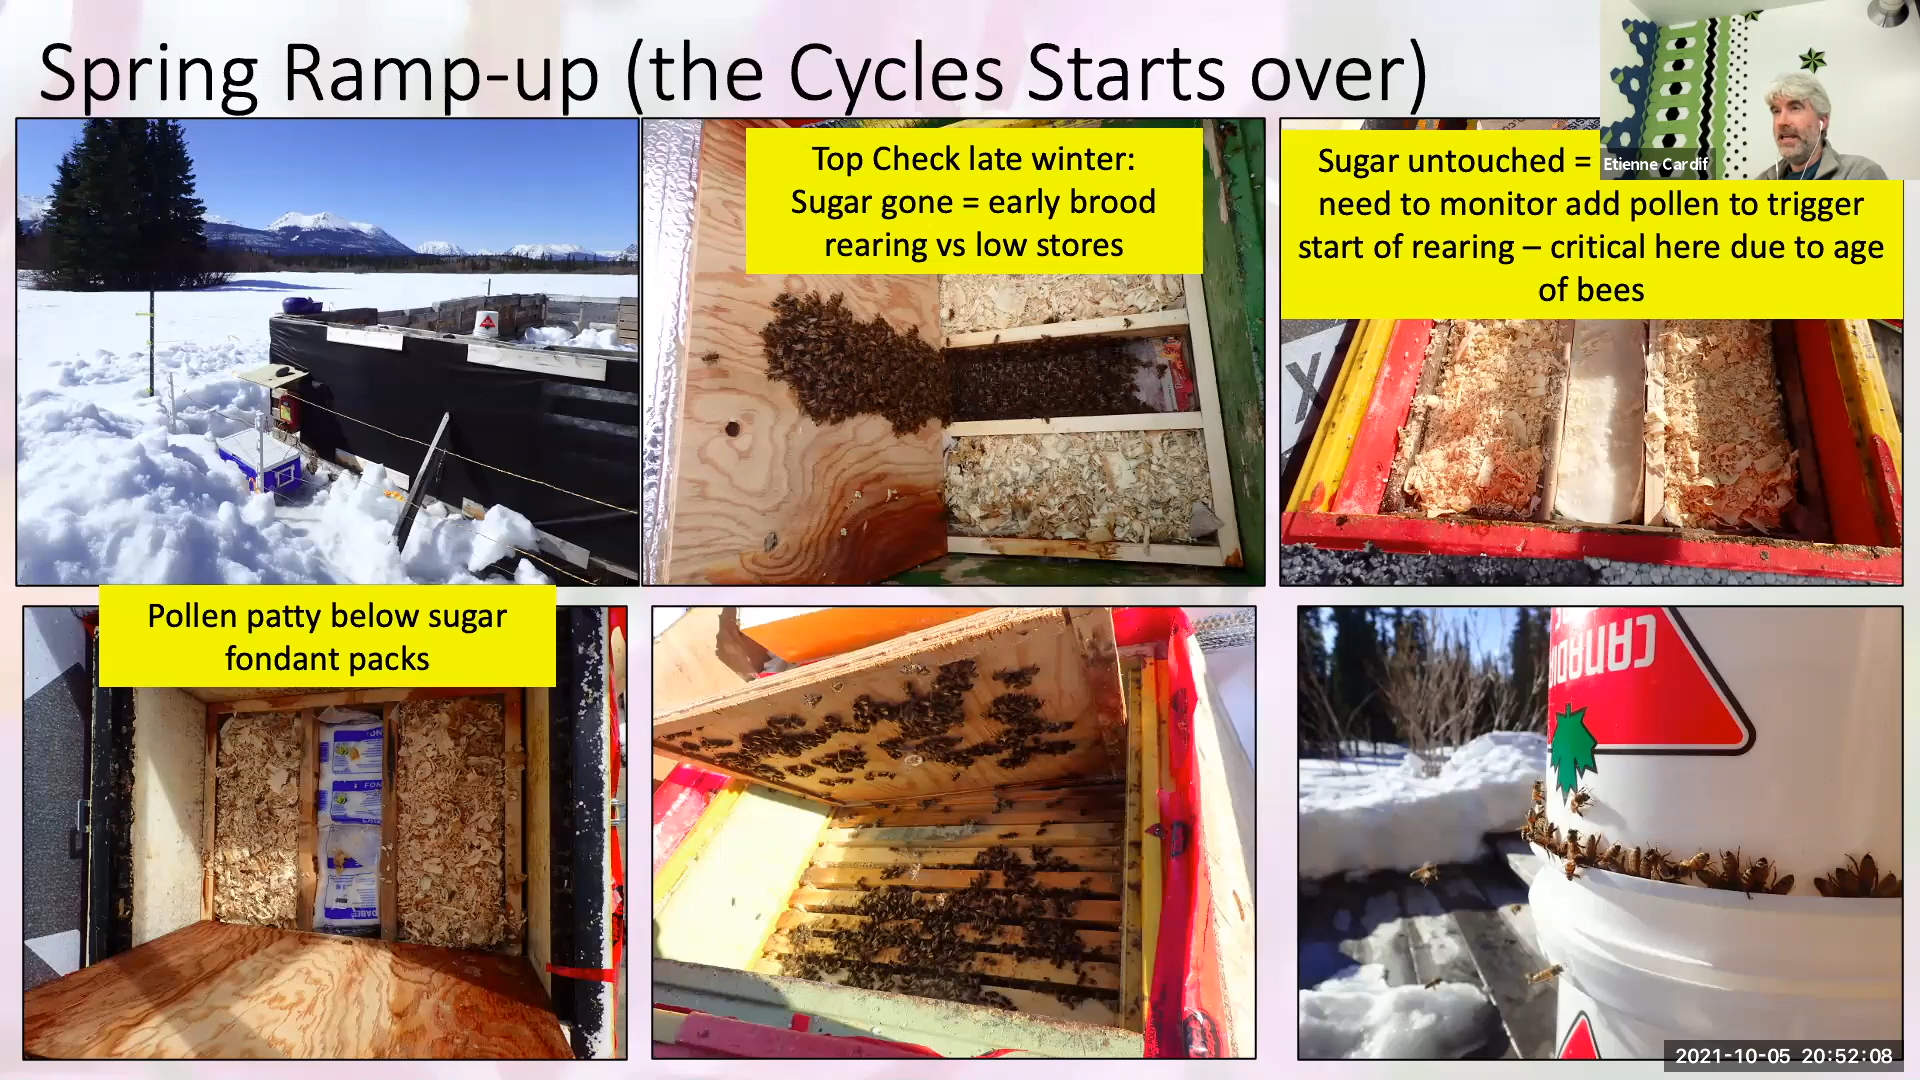 Spring Ramp-up (the Cycles Starts over)
Top Check late winter:
Sugar gone = early brood
rearing vs low stores
Sugar untouched =
need to monitor add pollen to trigger
start of rearing – critical here due to age
of bees
Etienne Cardif
Pollen patty below sugar
fondant packs
CANADI
2021-10-05 20:52:08